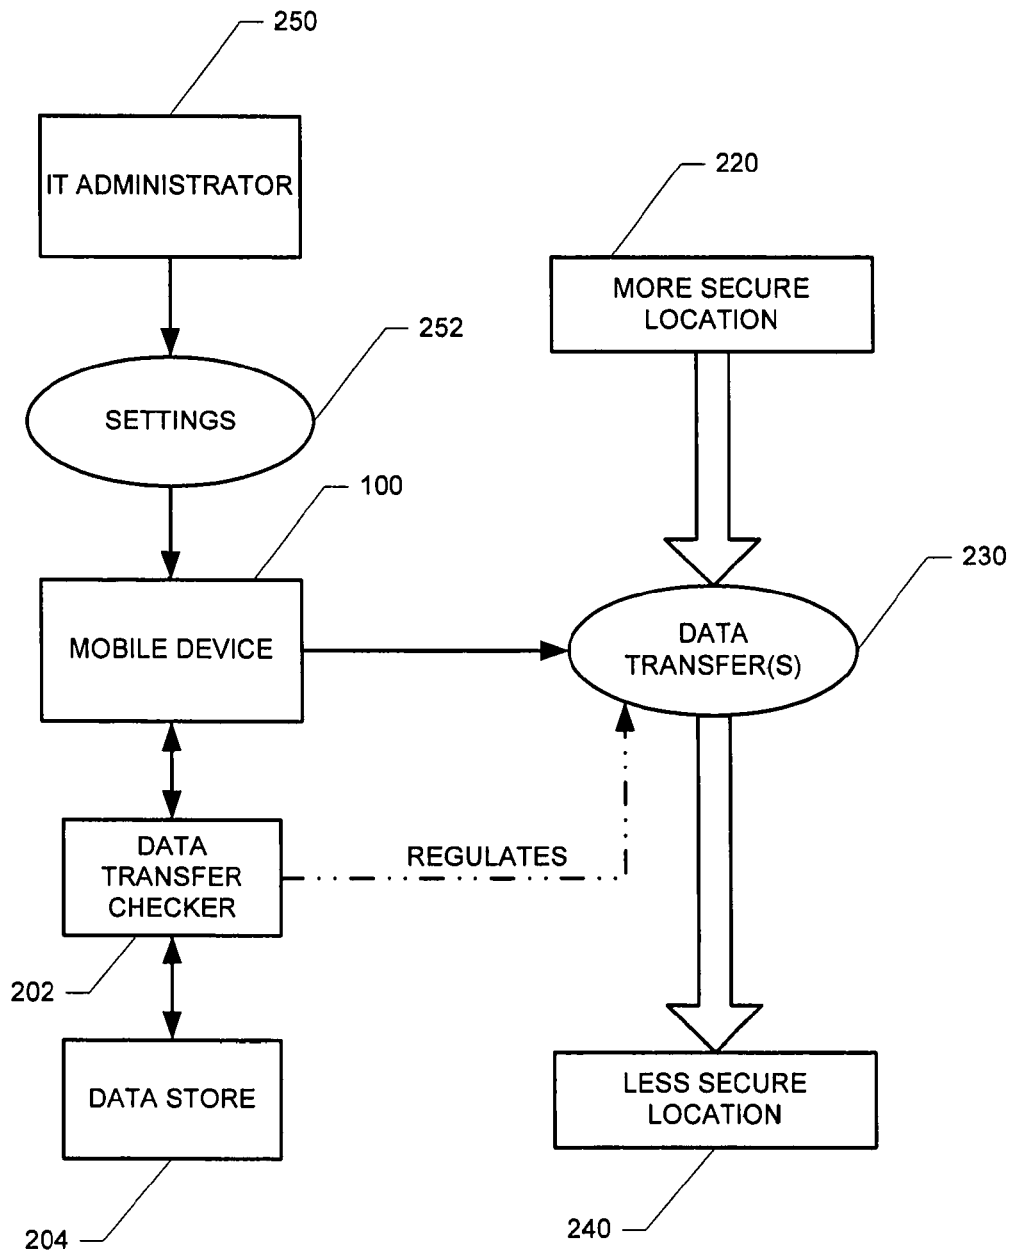 250
IT ADMINISTRATOR
220
MORE SECURE
LOCATION
252
SETTINGS
100
MOBILE DEVICE
230
DATA
TRANSFER(S)
DATA
TRANSFER
CHECKER
REGULATES
202
DATA STORE
LESS SECURE
LOCATION
204
240